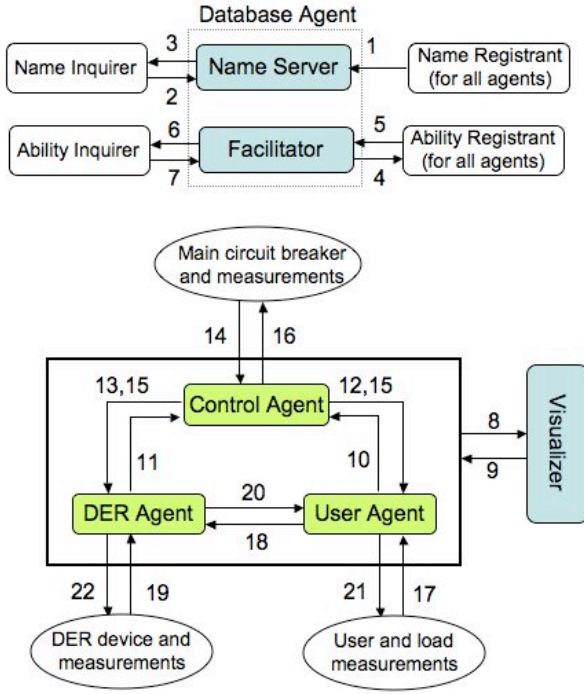 Database Agent
3
1
Name Inquirer
Name Server
Name Registrant
(for all agents)
2
6
5
Ability Inquirer
Facilitator
Ability Registrant
(for all agents)
7
4
Main circuit breaker
and measurements
14
16
13,15
12,15
Control Agent
8
Visualizer
9
11
10
DER Agent
20
User Agent
18
22
19
21
17
DER device and
measurements
User and load
measurements